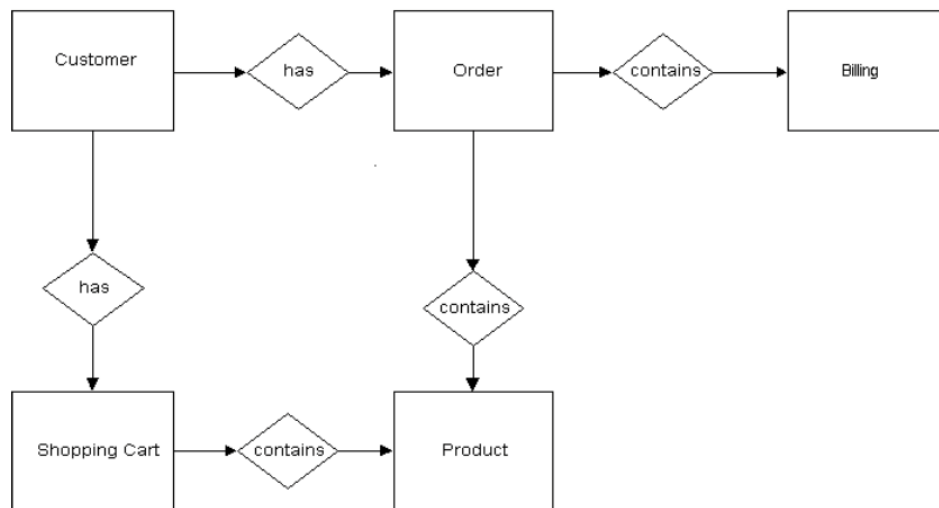 Customer
has
Order
contains
Billing
has
contains
Shopping Cart
contains
Product